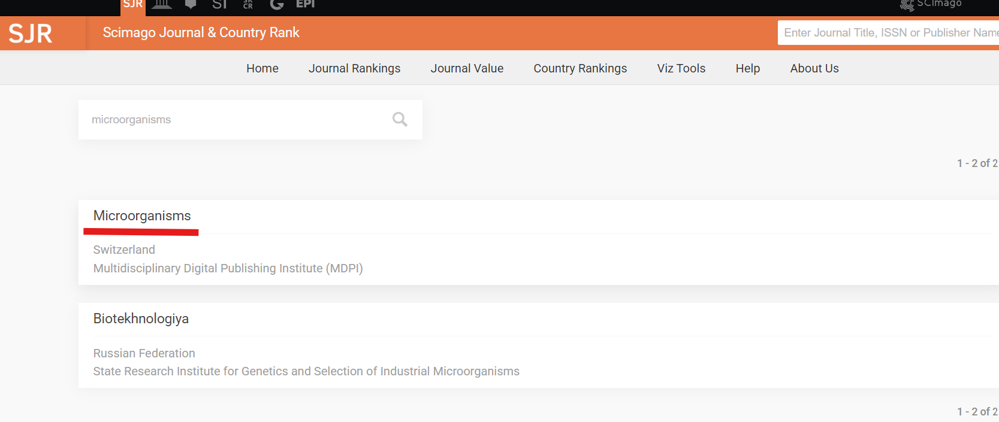 SJR
SJR
CR
G
EPI
SCImago
SJR
Scimago Journal & Country Rank
Enter Journal Title, ISSN or Publisher Name
Home
Journal Rankings
Journal Value
Country Rankings
Viz Tools
Help
About Us
microorganisms
1 - 2 of 2
Microorganisms
Switzerland
Multidisciplinary Digital Publishing Institute (MDPI)
Biotekhnologiya
Russian Federation
State Research Institute for Genetics and Selection of Industrial Microorganisms
1 - 2 of 2